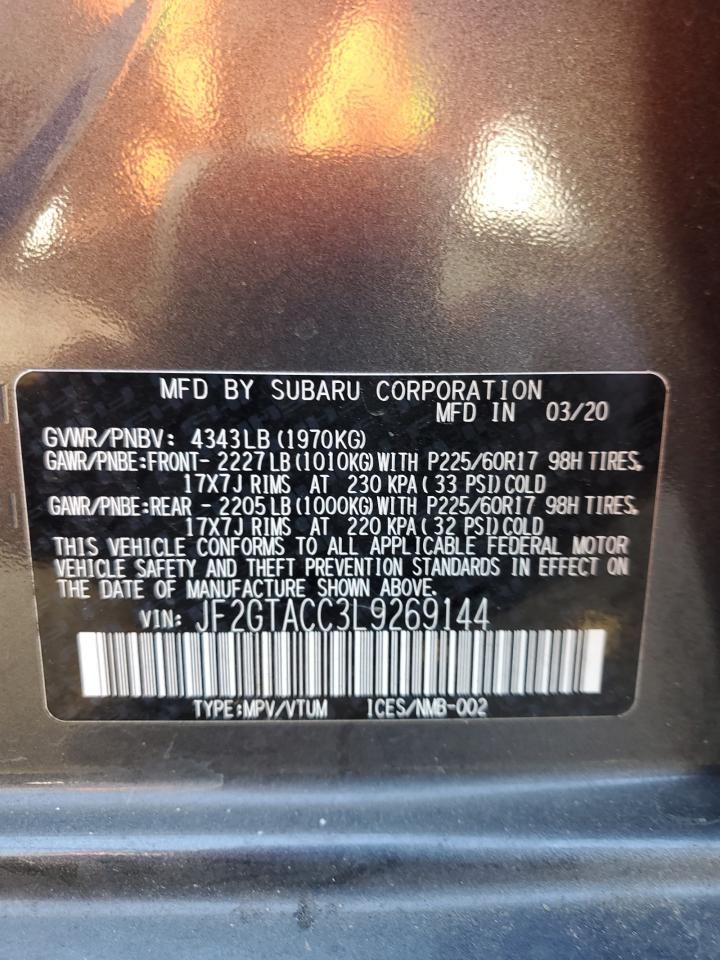 MFD BY SUBARU CORPORATION
MFD IN 03/20
GVWR/PNBV: 4343LB (1970KG)
GAWR/PNBE:FRONT- 2227LB(1010KG)WITH P225/60R17 98H TIRES,
17X7J RIMS AT 230 KPA( 33 PSI)COLD
GAWR/PNBE:REAR - 2205LB(1000KG)WITH P225/60R17 98H TIRES,
17X7J RIMS AT 220 KPA( 32 PSI)COLD
THIS VEHICLE CONFORMS TO ALL APPLICABLE FEDERAL MOTOR
VEHICLE SAFETY AND THEFT PREVENTION STANDARDS IN EFFECT ON
THE DATE OF MANUFACTURE SHOWN ABOVE.
VIN: JF2GTACC3L9269144
TYPE:MPV/VTUM ICES/NMB-002